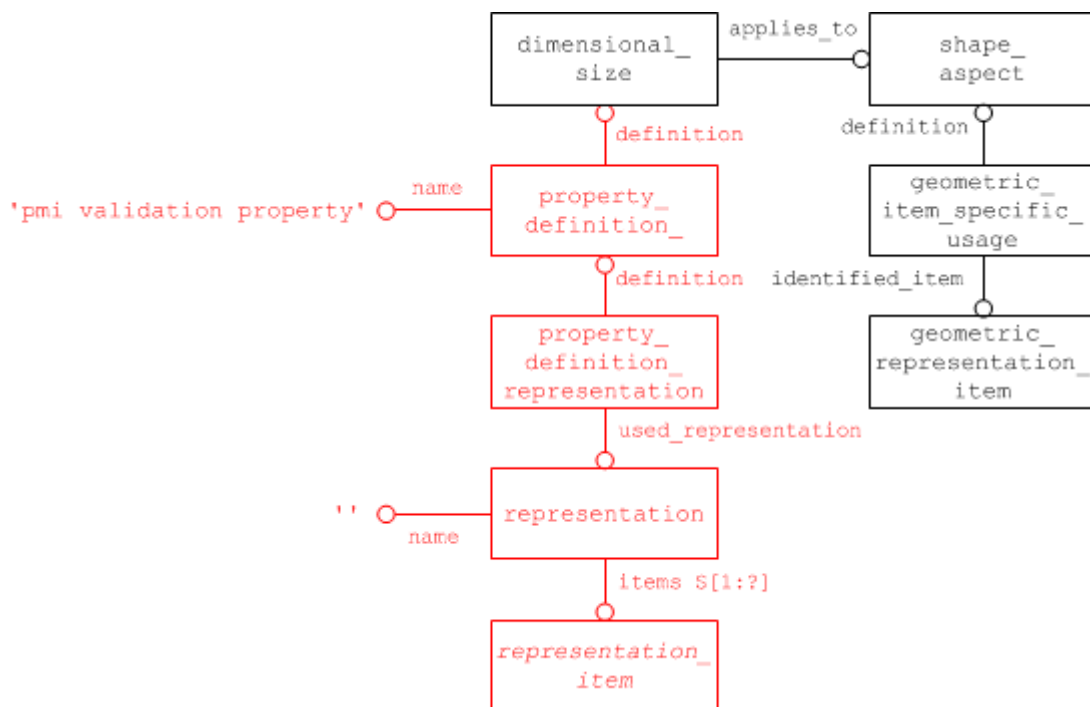 dimensional_
size
applies_to
shape_
aspect
definition
definition
'pmi validation property'
name
property_
definition_
geometric_
item_specific_
usage
definition
identified_item
property_
definition_
representation
geometric_
representation_
item
used_representation
''
name
representation
items S[1:?]
representation_
item